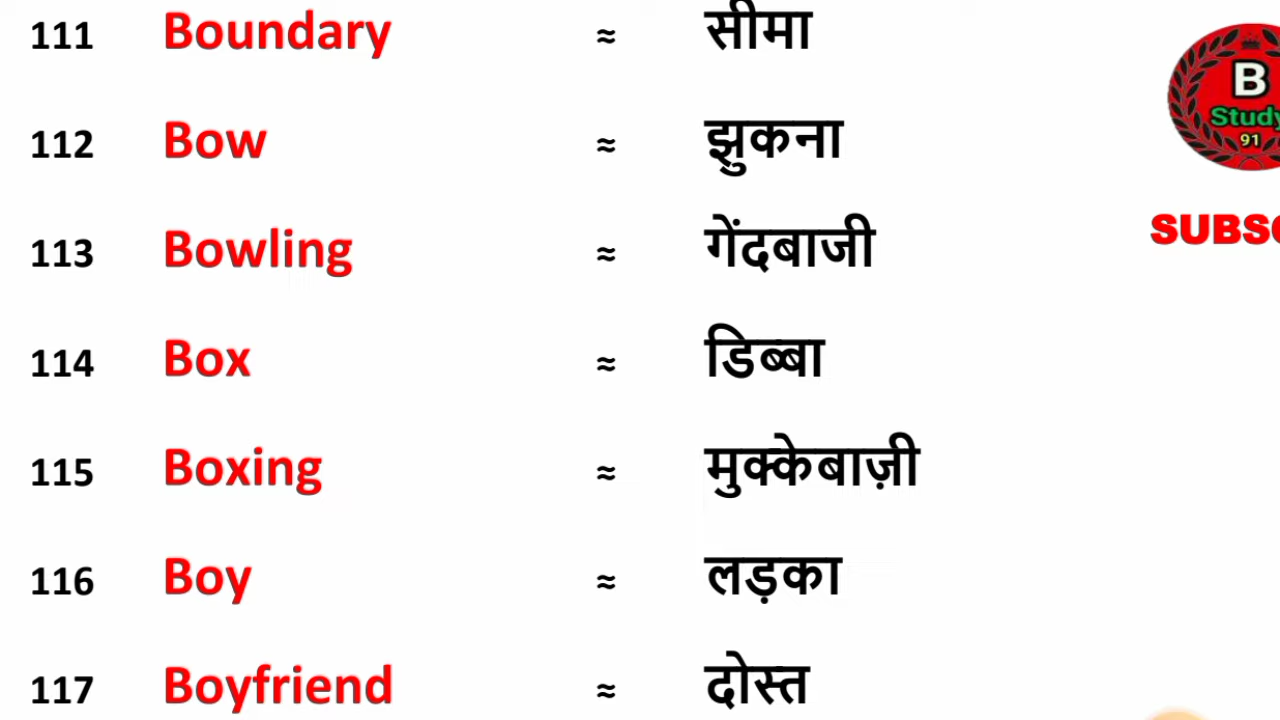 111 Boundary ≈ सीमा
112 Bow ≈ झुकना
113 Bowling ≈ गेंदबाजी
114 Box ≈ डिब्बा
115 Boxing ≈ मुक्केबाज़ी
116 Boy ≈ लड़का
117 Boyfriend ≈ दोस्त
B
Study
91
SUBSC